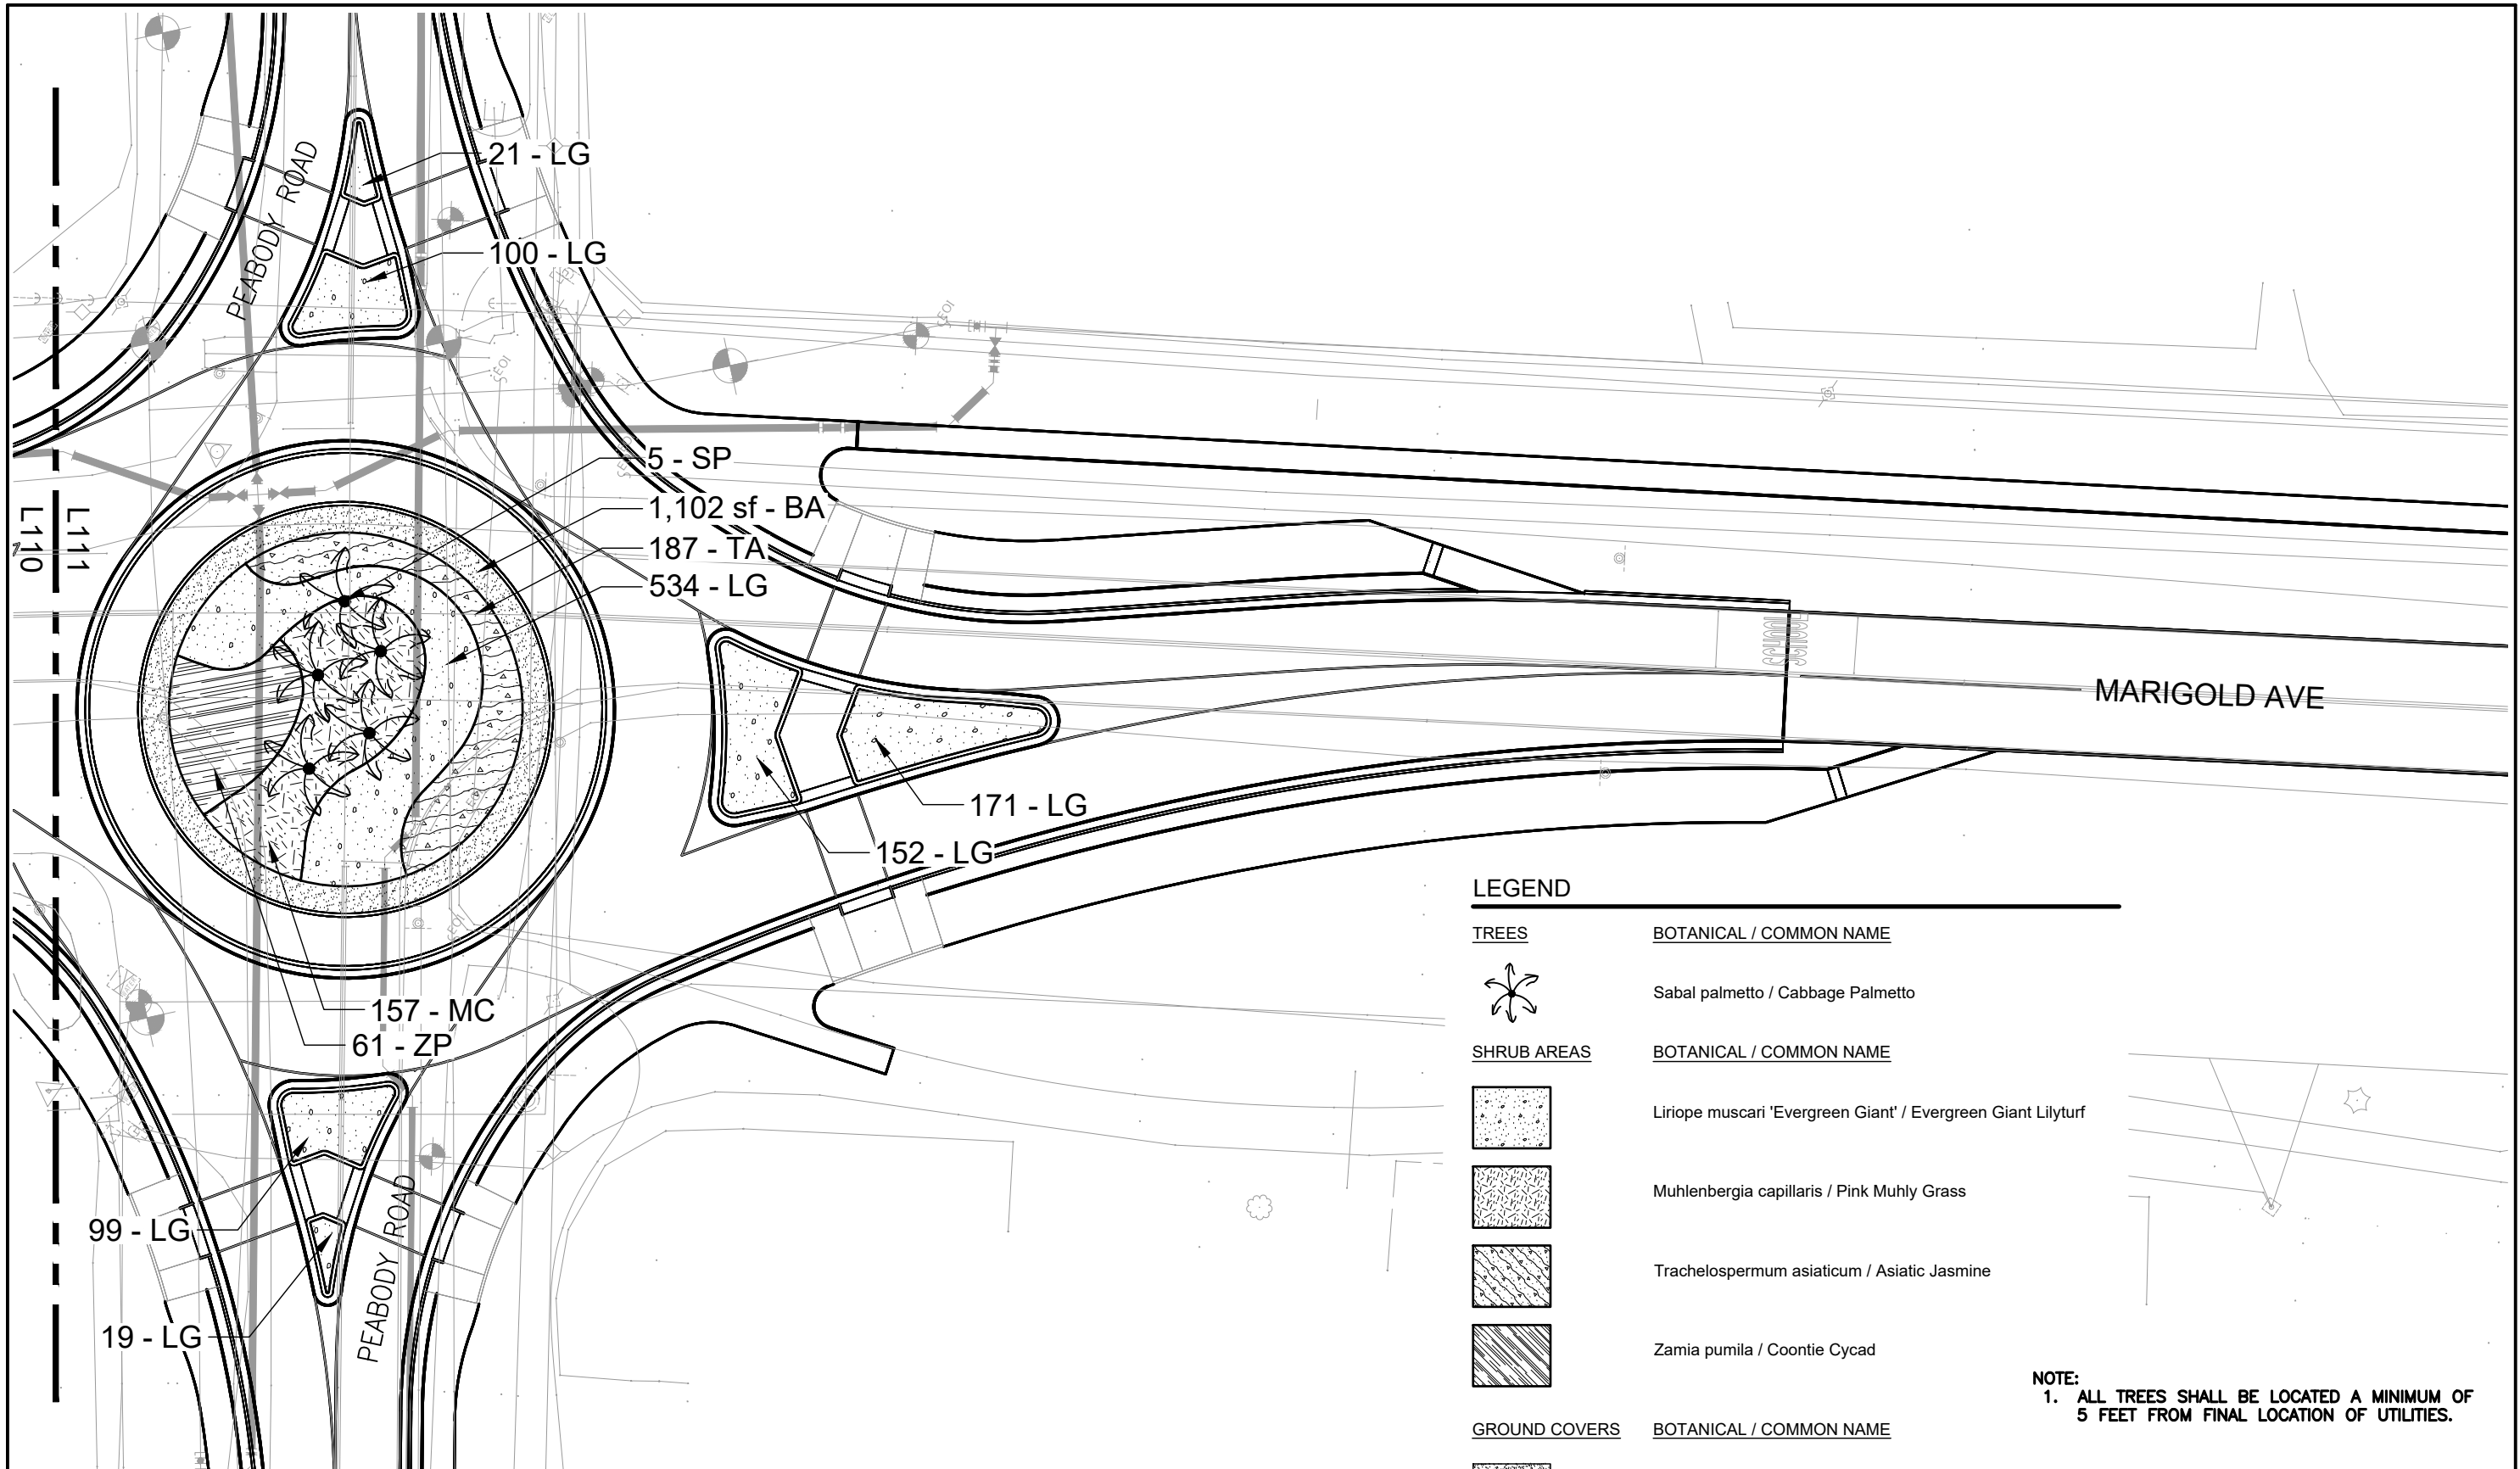 21 - LG
PEABODY ROAD
100 - LG
5 - SP
1,102 sf - BA
187 - TA
534 - LG
L111
L110
SCHOOL
MARIGOLD AVE
171 - LG
152 - LG
157 - MC
61 - ZP
99 - LG
19 - LG
PEABODY ROAD
LEGEND
TREES BOTANICAL / COMMON NAME
Sabal palmetto / Cabbage Palmetto
SHRUB AREAS BOTANICAL / COMMON NAME
Liriope muscari 'Evergreen Giant' / Evergreen Giant Lilyturf
Muhlenbergia capillaris / Pink Muhly Grass
Trachelospermum asiaticum / Asiatic Jasmine
Zamia pumila / Coontie Cycad
GROUND COVERS BOTANICAL / COMMON NAME
NOTE:
1. ALL TREES SHALL BE LOCATED A MINIMUM OF
5 FEET FROM FINAL LOCATION OF UTILITIES.